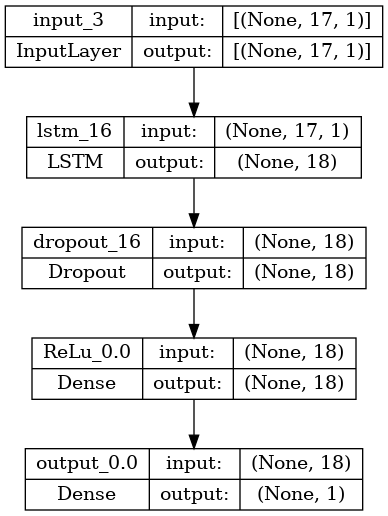 input_3 input: [(None, 17, 1)]
InputLayer output: [(None, 17, 1)]
lstm_16 input: (None, 17, 1)
LSTM output: (None, 18)
dropout_16 input: (None, 18)
Dropout output: (None, 18)
ReLu_0.0 input: (None, 18)
Dense output: (None, 18)
output_0.0 input: (None, 18)
Dense output: (None, 1)